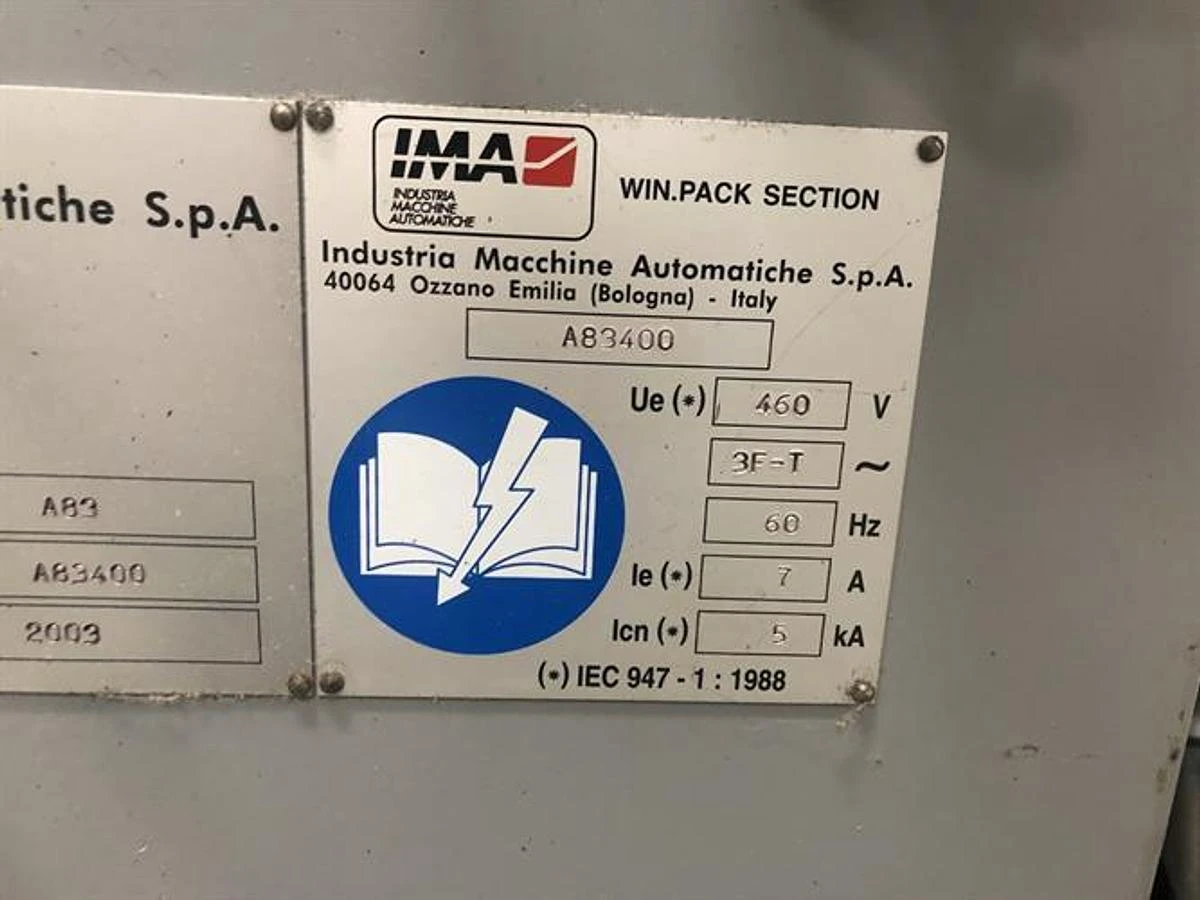 tiche S.p.A.
A83
A83400
2003
IMA
INDUSTRIA
MACCHINE
AUTOMATICHE
WIN.PACK SECTION
Industria Macchine Automatiche S.p.A.
40064 Ozzano Emilia (Bologna) - Italy
A83400
Ue (*) 460 V
3F-T ~
60 Hz
Ie (*) 7 A
Icn (*) 5 kA
(*) IEC 947 - 1 : 1988